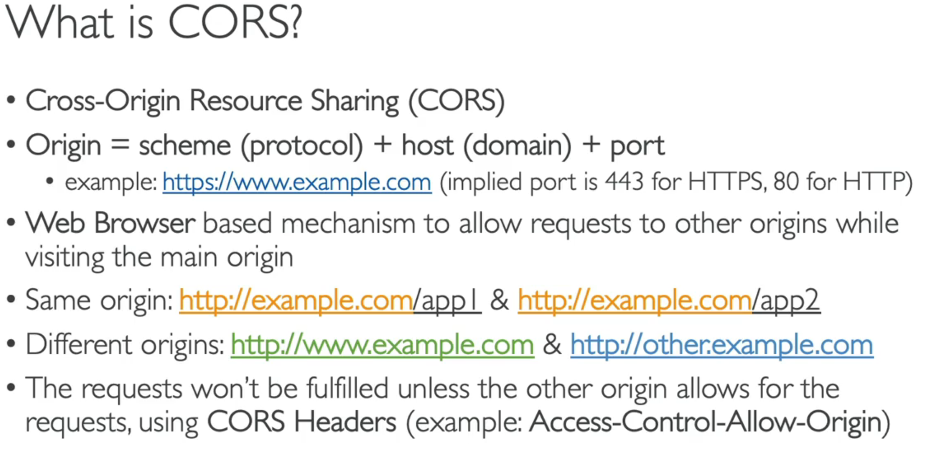 What is CORS?
• Cross-Origin Resource Sharing (CORS)
• Origin = scheme (protocol) + host (domain) + port
• example: https://www.example.com (implied port is 443 for HTTPS, 80 for HTTP)
• Web Browser based mechanism to allow requests to other origins while
visiting the main origin
• Same origin: http://example.com/app1 & http://example.com/app2
• Different origins: http://www.example.com & http://other.example.com
• The requests won't be fulfilled unless the other origin allows for the
requests, using CORS Headers (example: Access-Control-Allow-Origin)